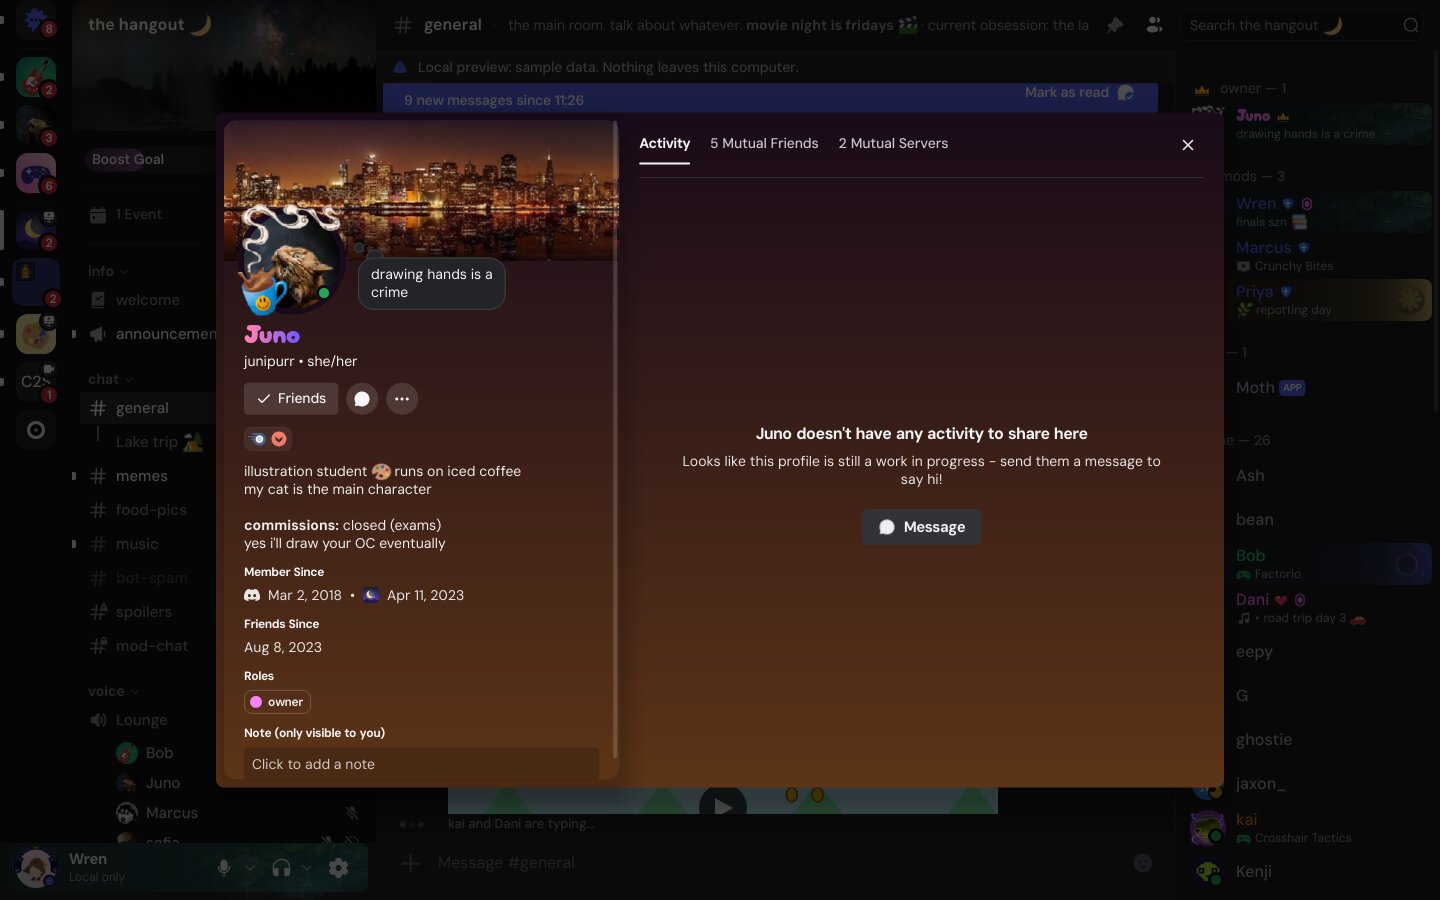 8
2
3
6
2
2
C2S
1
the hangout 🌙
Boost Goal
1 Event
info
welcome
announcemen
chat
general
Lake trip 🏕️
memes
food-pics
music
bot-spam
spoilers
mod-chat
voice
Lounge
Bob
Juno
Marcus
sofia
Wren
Local only
general
the main room. talk about whatever. movie night is fridays 🎬 · current obsession: the la
Search the hangout 🌙
Local preview: sample data. Nothing leaves this computer.
9 new messages since 11:26
Mark as read
drawing hands is a
crime
Juno
junipurr • she/her
Friends
illustration student 🎨 runs on iced coffee
my cat is the main character
commissions: closed (exams)
yes i'll draw your OC eventually
Member Since
Mar 2, 2018 • Apr 11, 2023
Friends Since
Aug 8, 2023
Roles
owner
Note (only visible to you)
Click to add a note
Activity
5 Mutual Friends
2 Mutual Servers
Juno doesn't have any activity to share here
Looks like this profile is still a work in progress - send them a message to
say hi!
Message
kai and Dani are typing...
Message #general
owner — 1
Juno
drawing hands is a crime
mods — 3
Wren
finals szn 📚
Marcus
Crunchy Bites
Priya
🌿 repotting day
— 1
Moth APP
— 26
Ash
bean
Bob
Factorio
Dani
• road trip day 3 🚗
eepy
G
ghostie
jaxon_
kai
Crosshair Tactics
Kenji